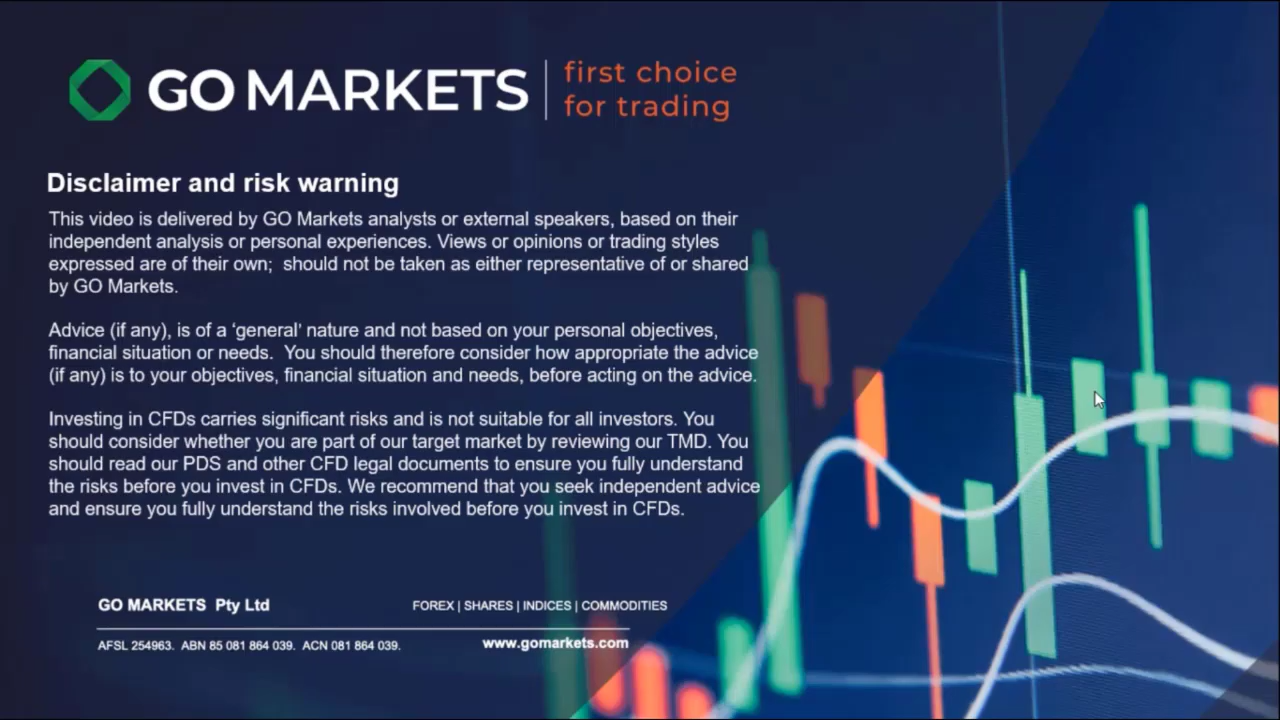 GO MARKETS
first choice
for trading
Disclaimer and risk warning
This video is delivered by GO Markets analysts or external speakers, based on their
independent analysis or personal experiences. Views or opinions or trading styles
expressed are of their own;  should not be taken as either representative of or shared
by GO Markets.
Advice (if any), is of a ‘general’ nature and not based on your personal objectives,
financial situation or needs.  You should therefore consider how appropriate the advice
(if any) is to your objectives, financial situation and needs, before acting on the advice.
Investing in CFDs carries significant risks and is not suitable for all investors. You
should consider whether you are part of our target market by reviewing our TMD. You
should read our PDS and other CFD legal documents to ensure you fully understand
the risks before you invest in CFDs. We recommend that you seek independent advice
and ensure you fully understand the risks involved before you invest in CFDs.
GO MARKETS  Pty Ltd
FOREX | SHARES | INDICES | COMMODITIES
AFSL 254963.  ABN 85 081 864 039.  ACN 081 864 039.
www.gomarkets.com